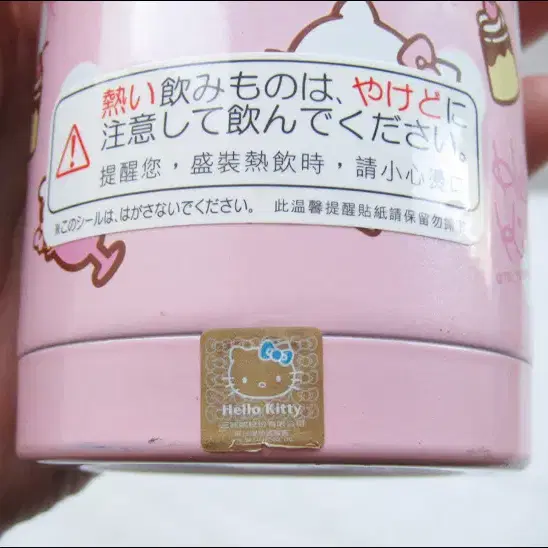 熱い飲みものは、やけどに
注意して飲んでください。
提醒您，盛裝熱飲時，請小心燙口
※このシールは、はがさないでください。 此温馨提醒貼紙請保留勿撕
Hello Kitty